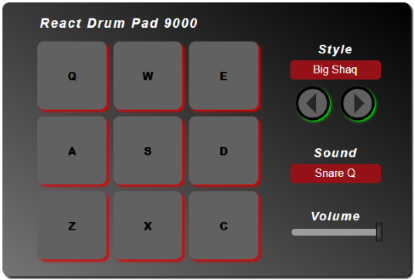 React Drum Pad 9000
Q W E
A S D
Z X C
Style
Big Shaq
Sound
Snare Q
Volume